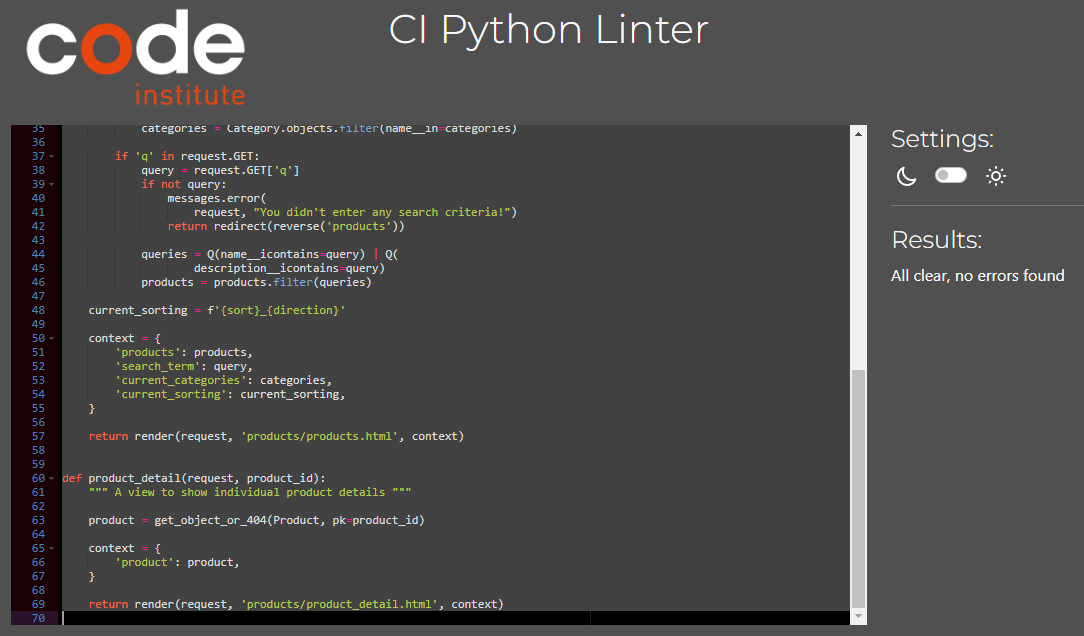 code
institute
CI Python Linter
35 categories = Category.objects.filter(name__in=categories)
36
37 if 'q' in request.GET:
38 query = request.GET['q']
39 if not query:
40 messages.error(
41 request, "You didn't enter any search criteria!")
42 return redirect(reverse('products'))
43
44 queries = Q(name__icontains=query) | Q(
45 description__icontains=query)
46 products = products.filter(queries)
47
48 current_sorting = f'{sort}_{direction}'
49
50 context = {
51 'products': products,
52 'search_term': query,
53 'current_categories': categories,
54 'current_sorting': current_sorting,
55 }
56
57 return render(request, 'products/products.html', context)
58
59
60 def product_detail(request, product_id):
61 """ A view to show individual product details """
62
63 product = get_object_or_404(Product, pk=product_id)
64
65 context = {
66 'product': product,
67 }
68
69 return render(request, 'products/product_detail.html', context)
70
Settings:
Results:
All clear, no errors found